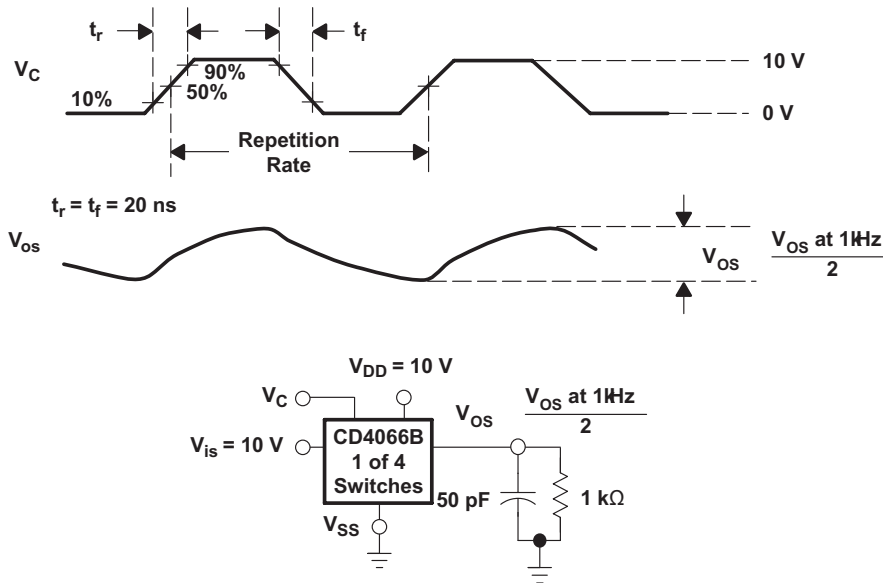 t_r
t_f
V_C
10%
90%
50%
10 V
0 V
Repetition
Rate
t_r = t_f = 20 ns
V_os
V_OS
V_OS at 1kHz
2
V_DD = 10 V
V_C
V_OS
V_OS at 1kHz
2
V_is = 10 V
CD4066B
1 of 4
Switches
50 pF
1 kΩ
V_SS